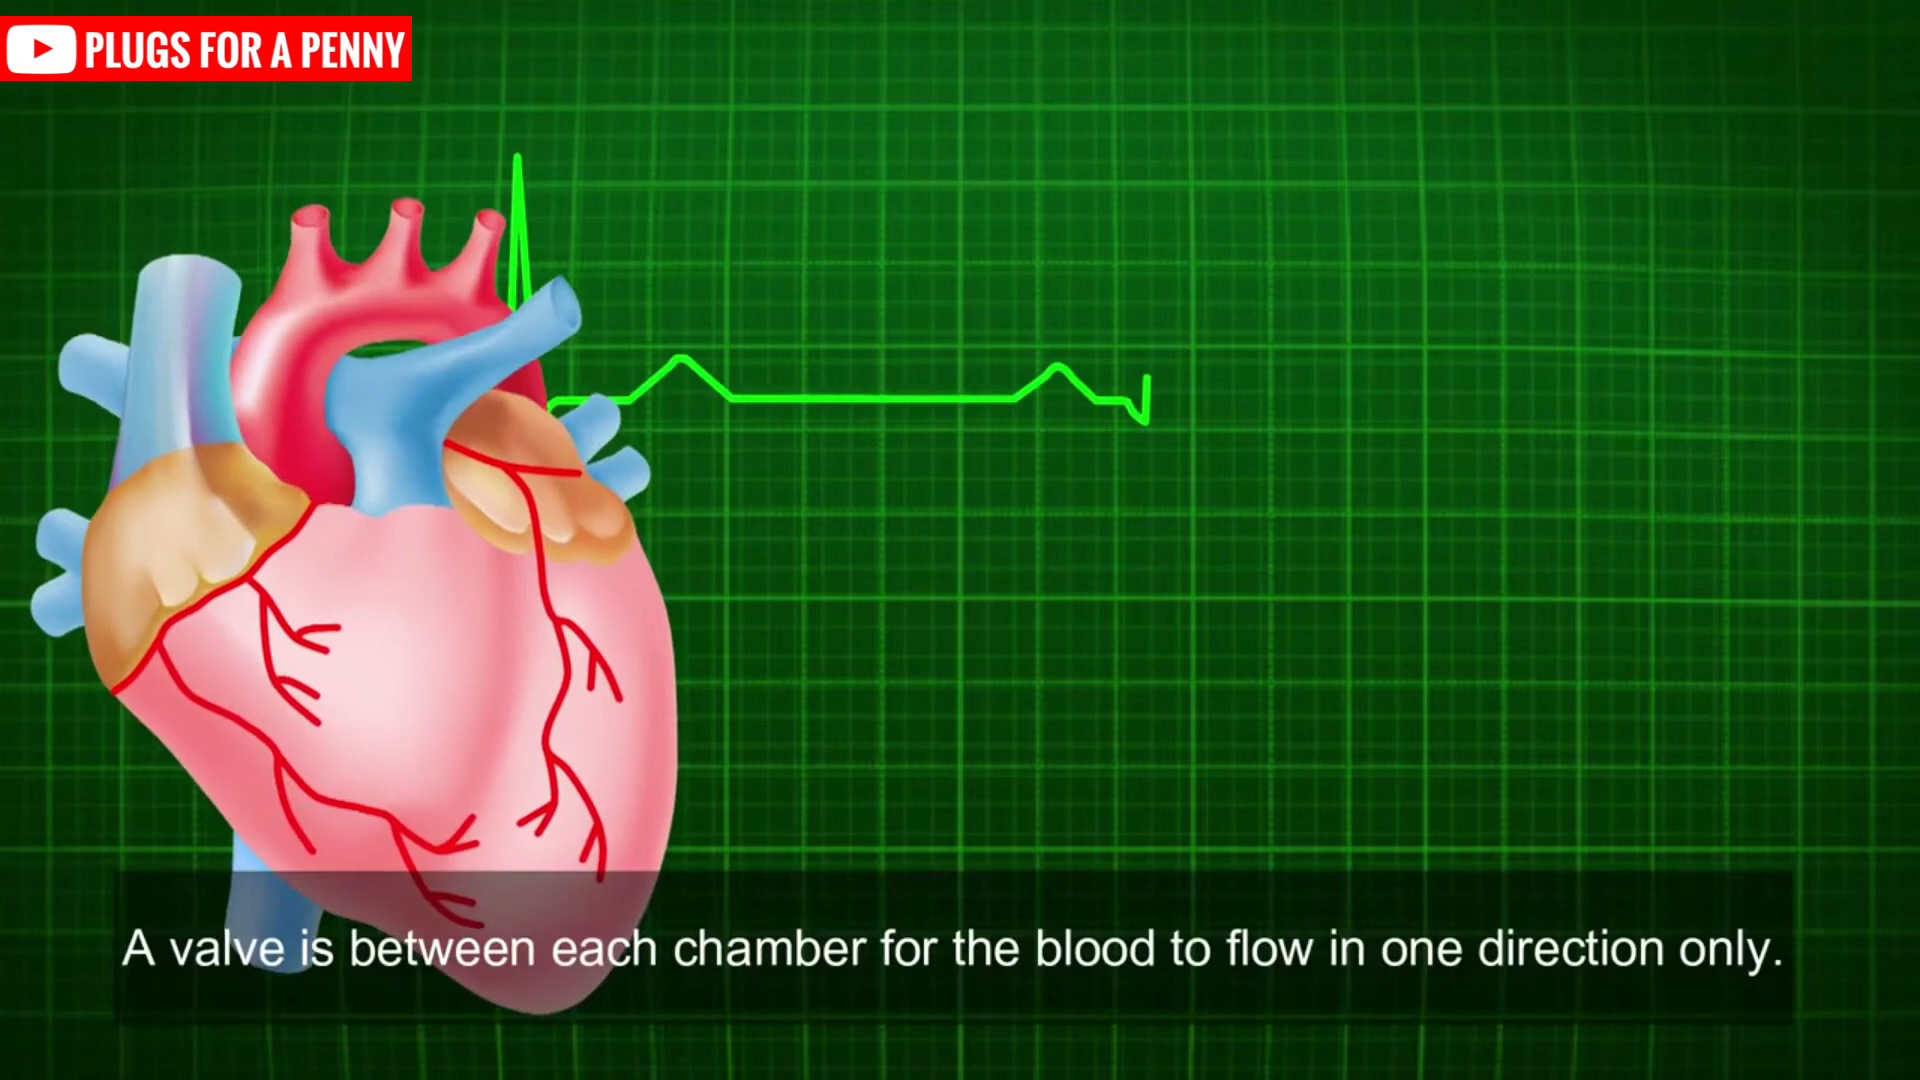 PLUGS FOR A PENNY
A valve is between each chamber for the blood to flow in one direction only.